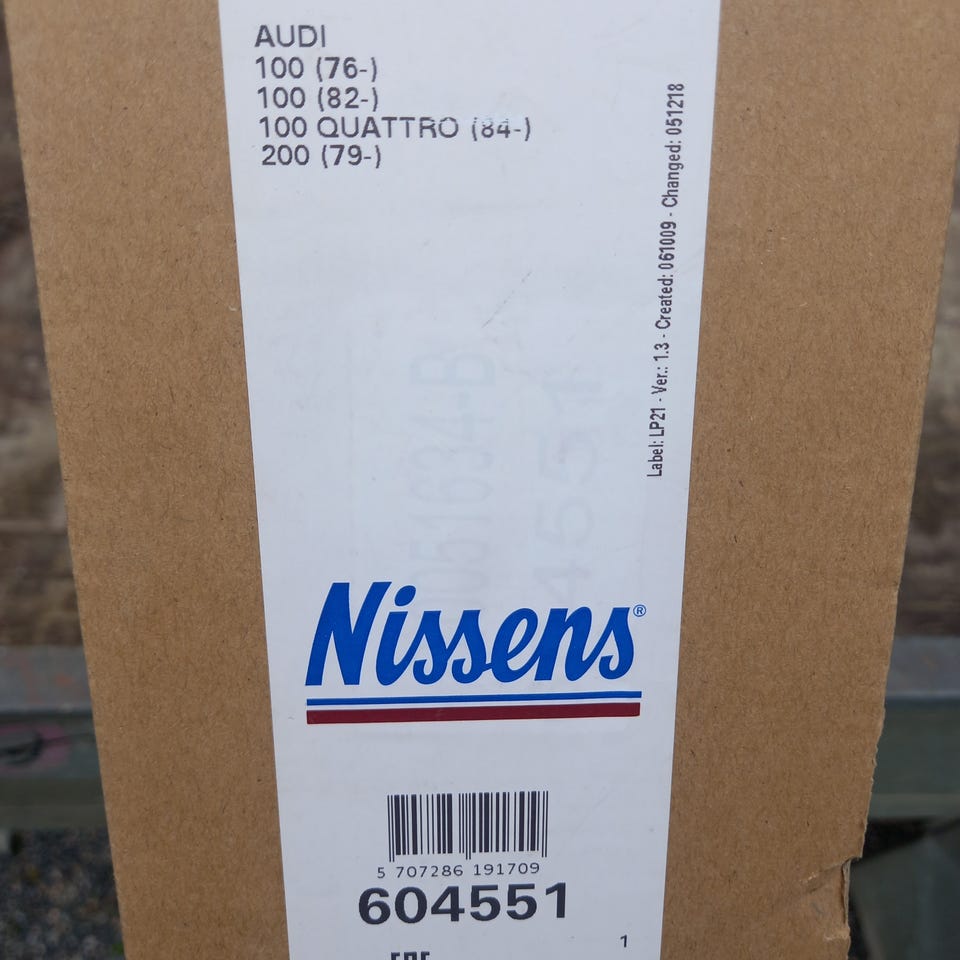 AUDI
100 (76-)
100 (82-)
100 QUATTRO (84-)
200 (79-)
Label: LP21 - Ver.: 1.3 - Created: 061009 - Changed: 051218
Nissens®
5 707286 191709
604551
1